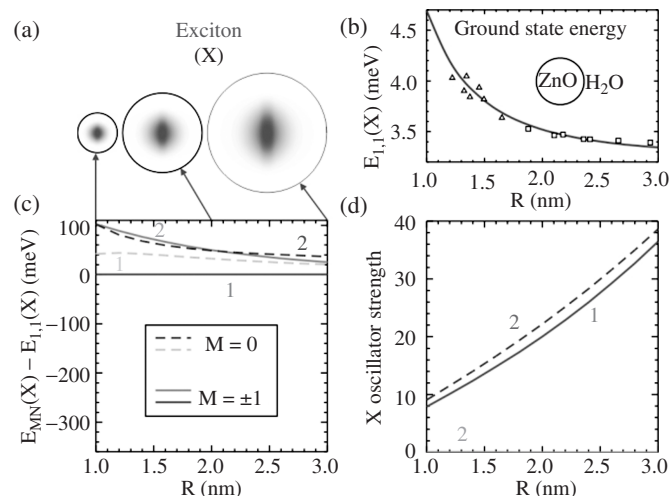 (a)
Exciton
(X)
(b)
Ground state energy
ZnO H₂O
E₁,₁(X) (meV)
4.5
4.0
3.5
3.0
1.0 1.5 2.0 2.5 3.0
R (nm)
(c)
E_MN(X) − E₁,₁(X) (meV)
100
0
−100
−200
−300
2
2
1
1
M = 0
M = ±1
1.0 1.5 2.0 2.5 3.0
R (nm)
(d)
X oscillator strength
40
30
20
10
0
2
1
2
1.0 1.5 2.0 2.5 3.0
R (nm)